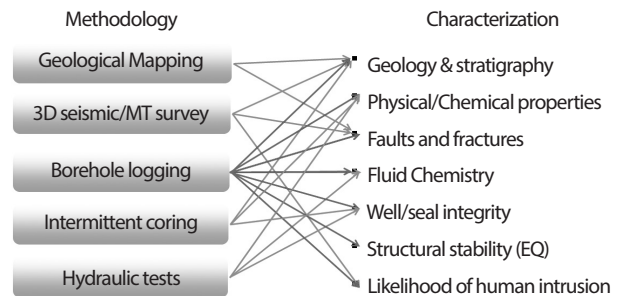 Methodology
Characterization
Geological Mapping
3D seismic/MT survey
Borehole logging
Intermittent coring
Hydraulic tests
Geology & stratigraphy
Physical/Chemical properties
Faults and fractures
Fluid Chemistry
Well/seal integrity
Structural stability (EQ)
Likelihood of human intrusion